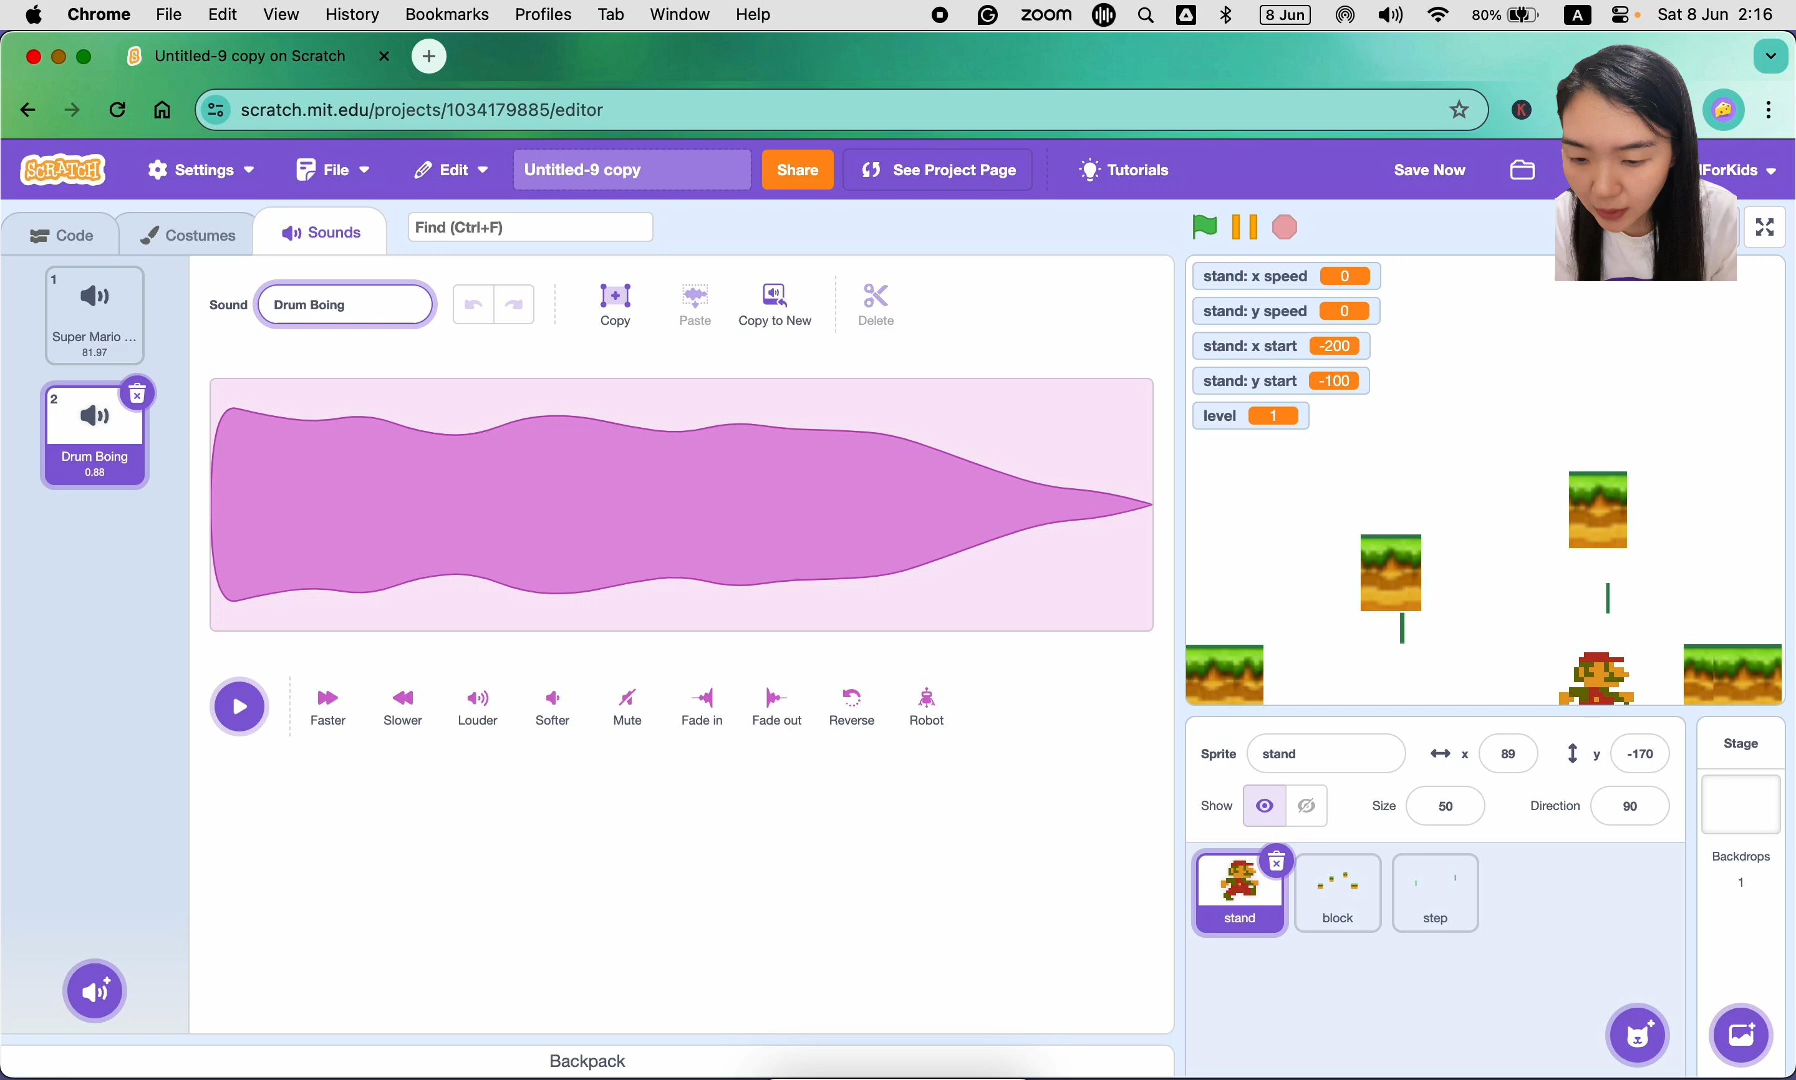 Chrome File Edit View History Bookmarks Profiles Tab Window Help zoom 8 Jun 80% A Sat 8 Jun 2:16
Untitled-9 copy on Scratch
scratch.mit.edu/projects/1034179885/editor K
SCRATCH Settings File Edit Untitled-9 copy Share See Project Page Tutorials Save Now lForKids
Code Costumes Sounds Find (Ctrl+F)
1
Super Mario ...
81.97
2
Drum Boing
0.88
Sound Drum Boing Copy Paste Copy to New Delete
Faster Slower Louder Softer Mute Fade in Fade out Reverse Robot
stand: x speed 0
stand: y speed 0
stand: x start -200
stand: y start -100
level 1
Sprite stand x 89 y -170
Show Size 50 Direction 90
stand block step
Stage
Backdrops
1
Backpack